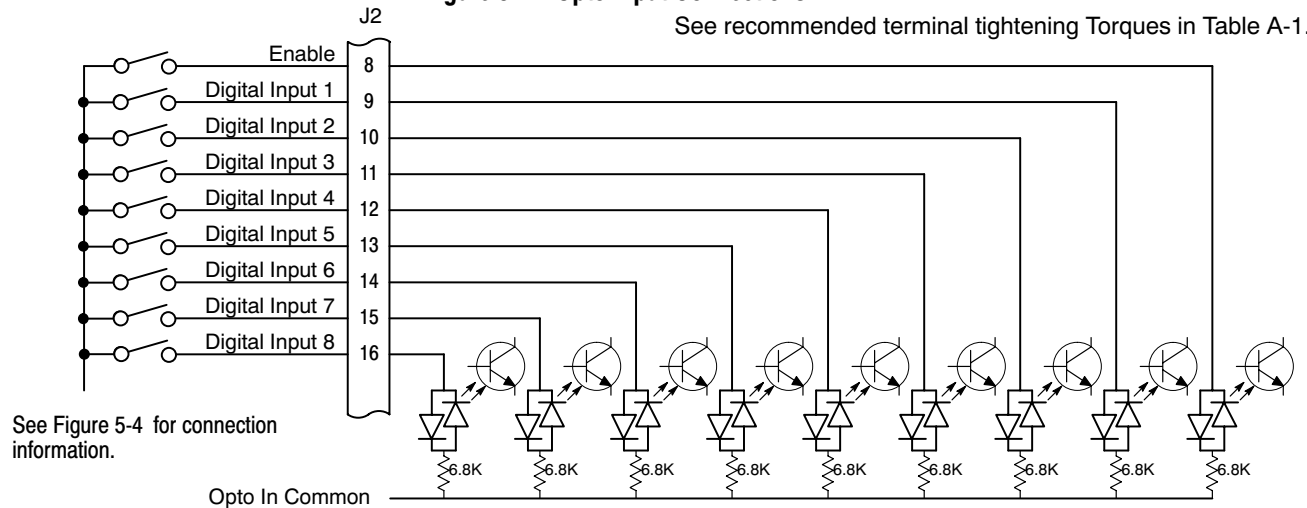 J2
See recommended terminal tightening Torques in Table A-1.
Enable 8
Digital Input 1 9
Digital Input 2 10
Digital Input 3 11
Digital Input 4 12
Digital Input 5 13
Digital Input 6 14
Digital Input 7 15
Digital Input 8 16
See Figure 5-4 for connection
information.
6.8K 6.8K 6.8K 6.8K 6.8K 6.8K 6.8K 6.8K 6.8K
Opto In Common